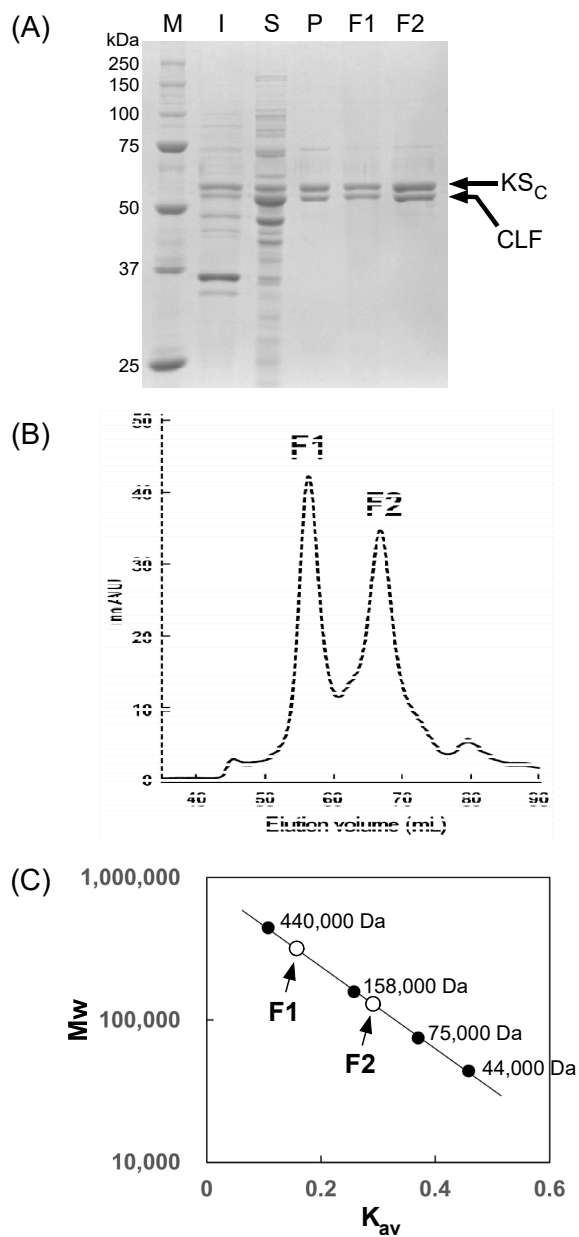 (A)
M I S P F1 F2
kDa
250
150
100
75
50
37
25
KSC
CLF
(B)
50
40
30
20
10
0
F1
F2
40 50 60 70 80 90
Elution volume (mL)
(C)
1,000,000
100,000
10,000
Mw
440,000 Da
F1
158,000 Da
F2
75,000 Da
44,000 Da
0 0.2 0.4 0.6
Kav